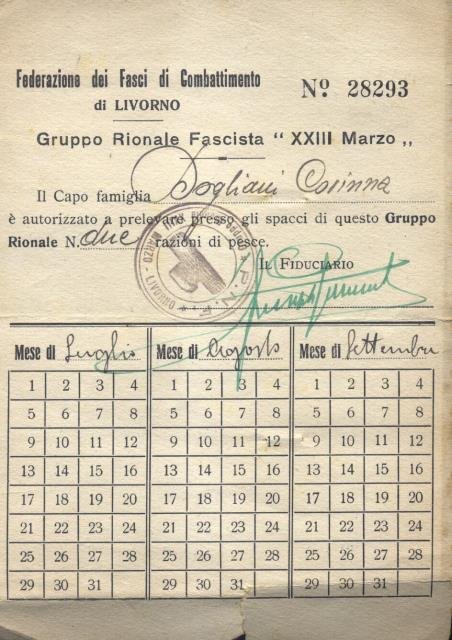 Federazione dei Fasci di Combattimento
di LIVORNO
Nº 28293
Gruppo Rionale Fascista " XXIII Marzo „
Il Capo famiglia Dogliani Corinna
è autorizzato a prelevare presso gli spacci di questo Gruppo
Rionale N. due razioni di pesce.
IL FIDUCIARIO
P. N. F.
MARZO
Mese di Luglio
1 2 3 4
5 6 7 8
9 10 11 12
13 14 15 16
17 18 19 20
21 22 23 24
25 26 27 28
29 30 31
Mese di Agosto
1 2 3 4
5 6 7 8
9 10 11 12
13 14 15 16
17 18 19 20
21 22 23 24
25 26 27 28
29 30 31
Mese di Settembre
1 2 3 4
5 6 7 8
9 10 11 12
13 14 15 16
17 18 19 20
21 22 23 24
25 26 27 28
29 30 31